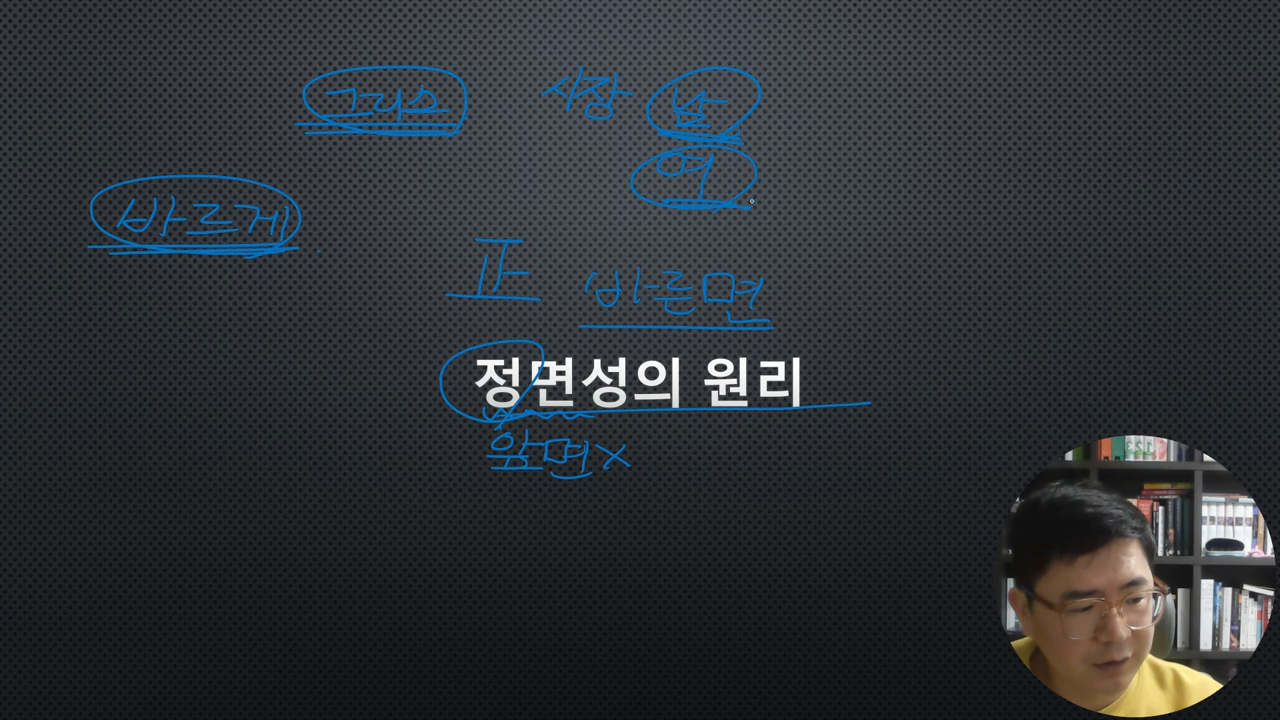 그리스
사장 남
여
바르게
正 바른면
정면성의 원리
앞면 X